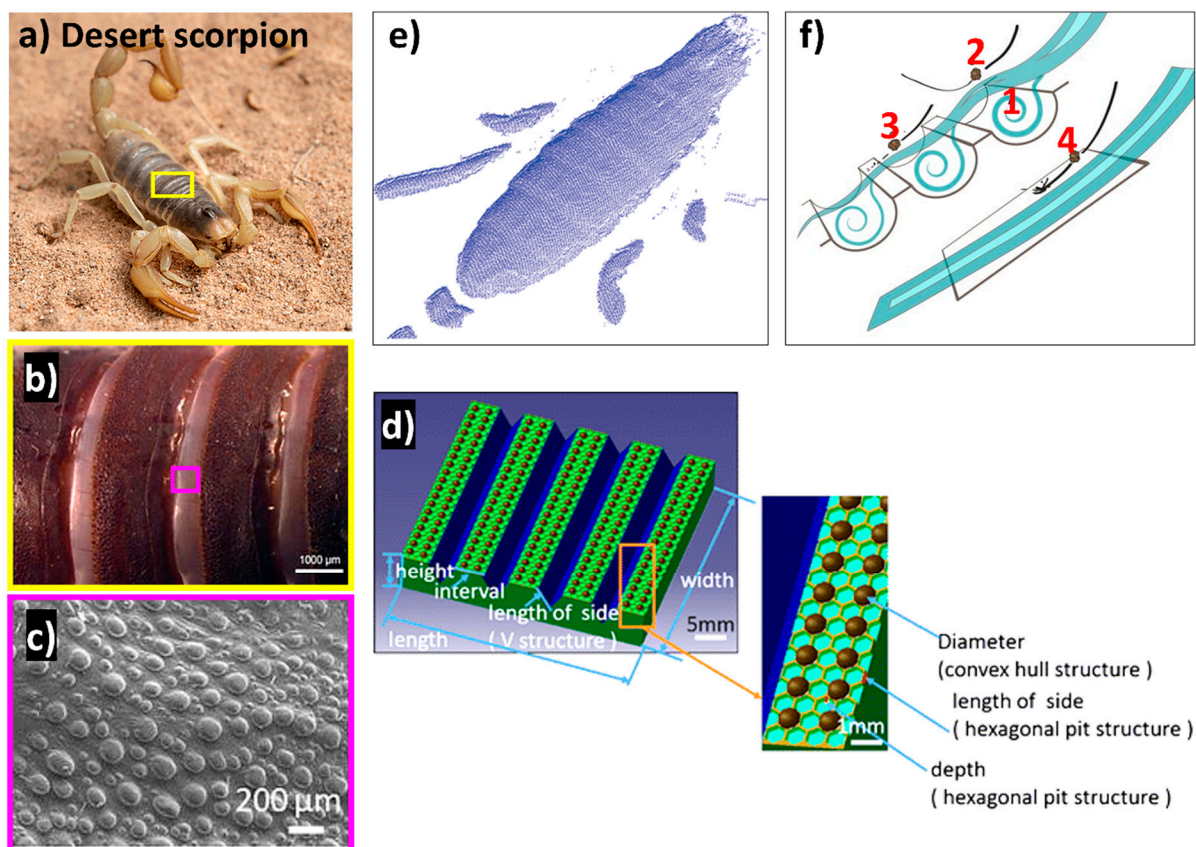 a) Desert scorpion
e)
f)
2
1
3
4
b)
1000 µm
c)
200 µm
d)
height
interval
length of side
( V structure )
length
width
5mm
1mm
Diameter
(convex hull structure )
length of side
( hexagonal pit structure )
depth
( hexagonal pit structure )